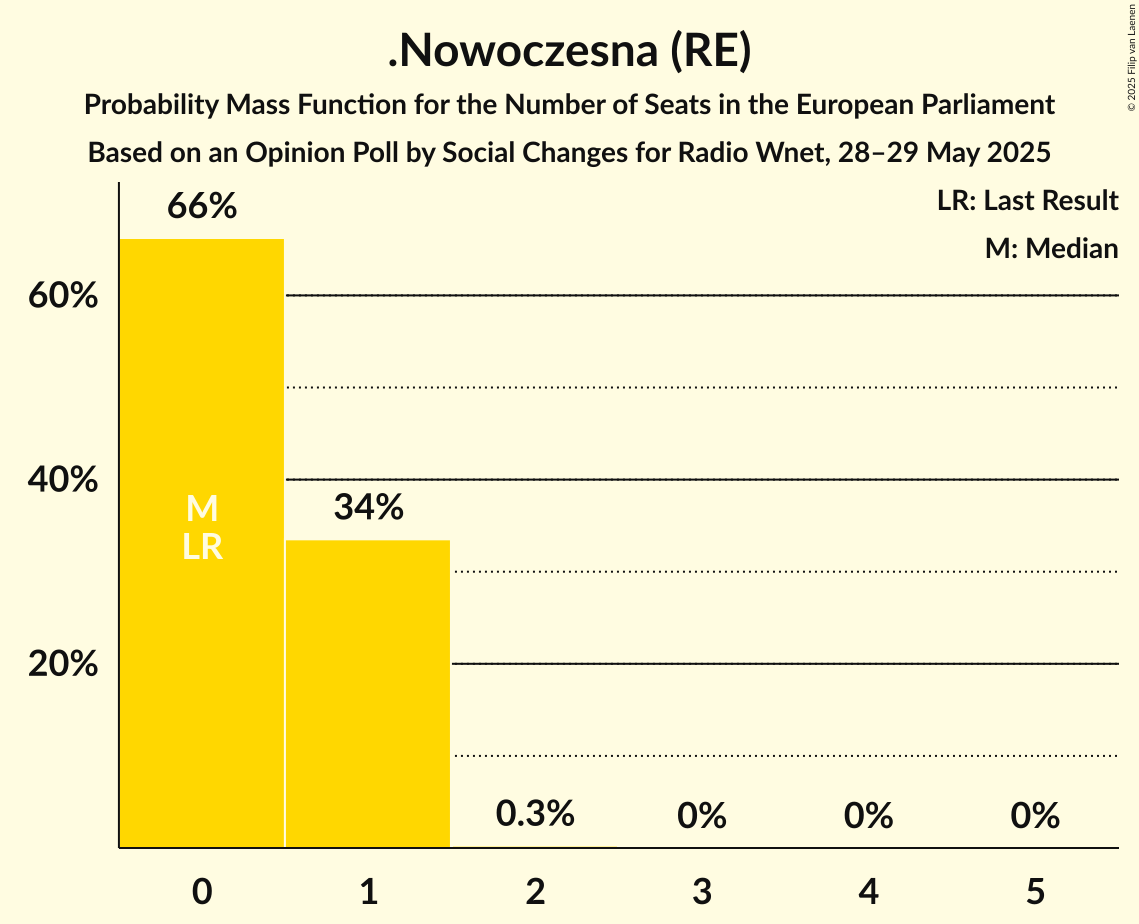 .Nowoczesna (RE)
Probability Mass Function for the Number of Seats in the European Parliament
Based on an Opinion Poll by Social Changes for Radio Wnet, 28–29 May 2025
© 2025 Filip van Laenen
LR: Last Result
M: Median
66%
60%
40%
34%
M
LR
20%
0.3%
0%
0%
0%
0
1
2
3
4
5